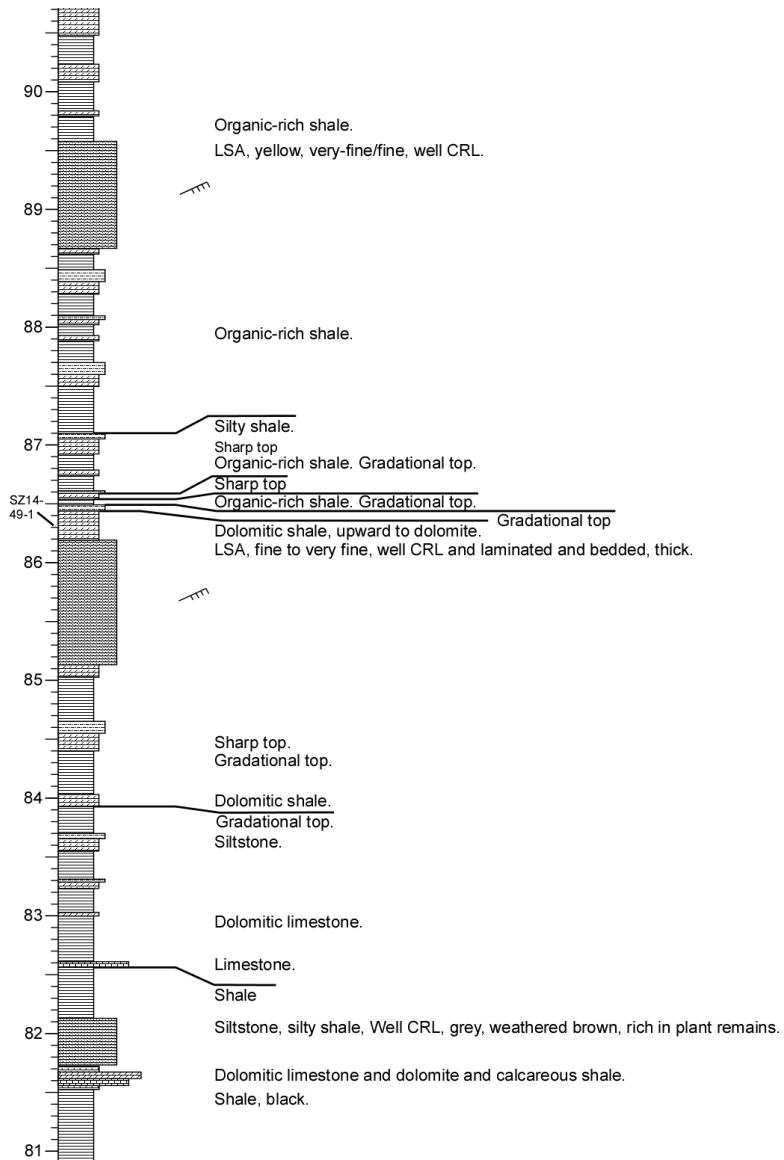 90
Organic-rich shale.
LSA, yellow, very-fine/fine, well CRL.
89
88
Organic-rich shale.
Silty shale.
87
Sharp top
Organic-rich shale. Gradational top.
Sharp top
SZ14-
49-1
Organic-rich shale. Gradational top.
Gradational top
Dolomitic shale, upward to dolomite.
LSA, fine to very fine, well CRL and laminated and bedded, thick.
86
85
Sharp top.
Gradational top.
84
Dolomitic shale.
Gradational top.
Siltstone.
83
Dolomitic limestone.
Limestone.
Shale
82
Siltstone, silty shale, Well CRL, grey, weathered brown, rich in plant remains.
Dolomitic limestone and dolomite and calcareous shale.
Shale, black.
81